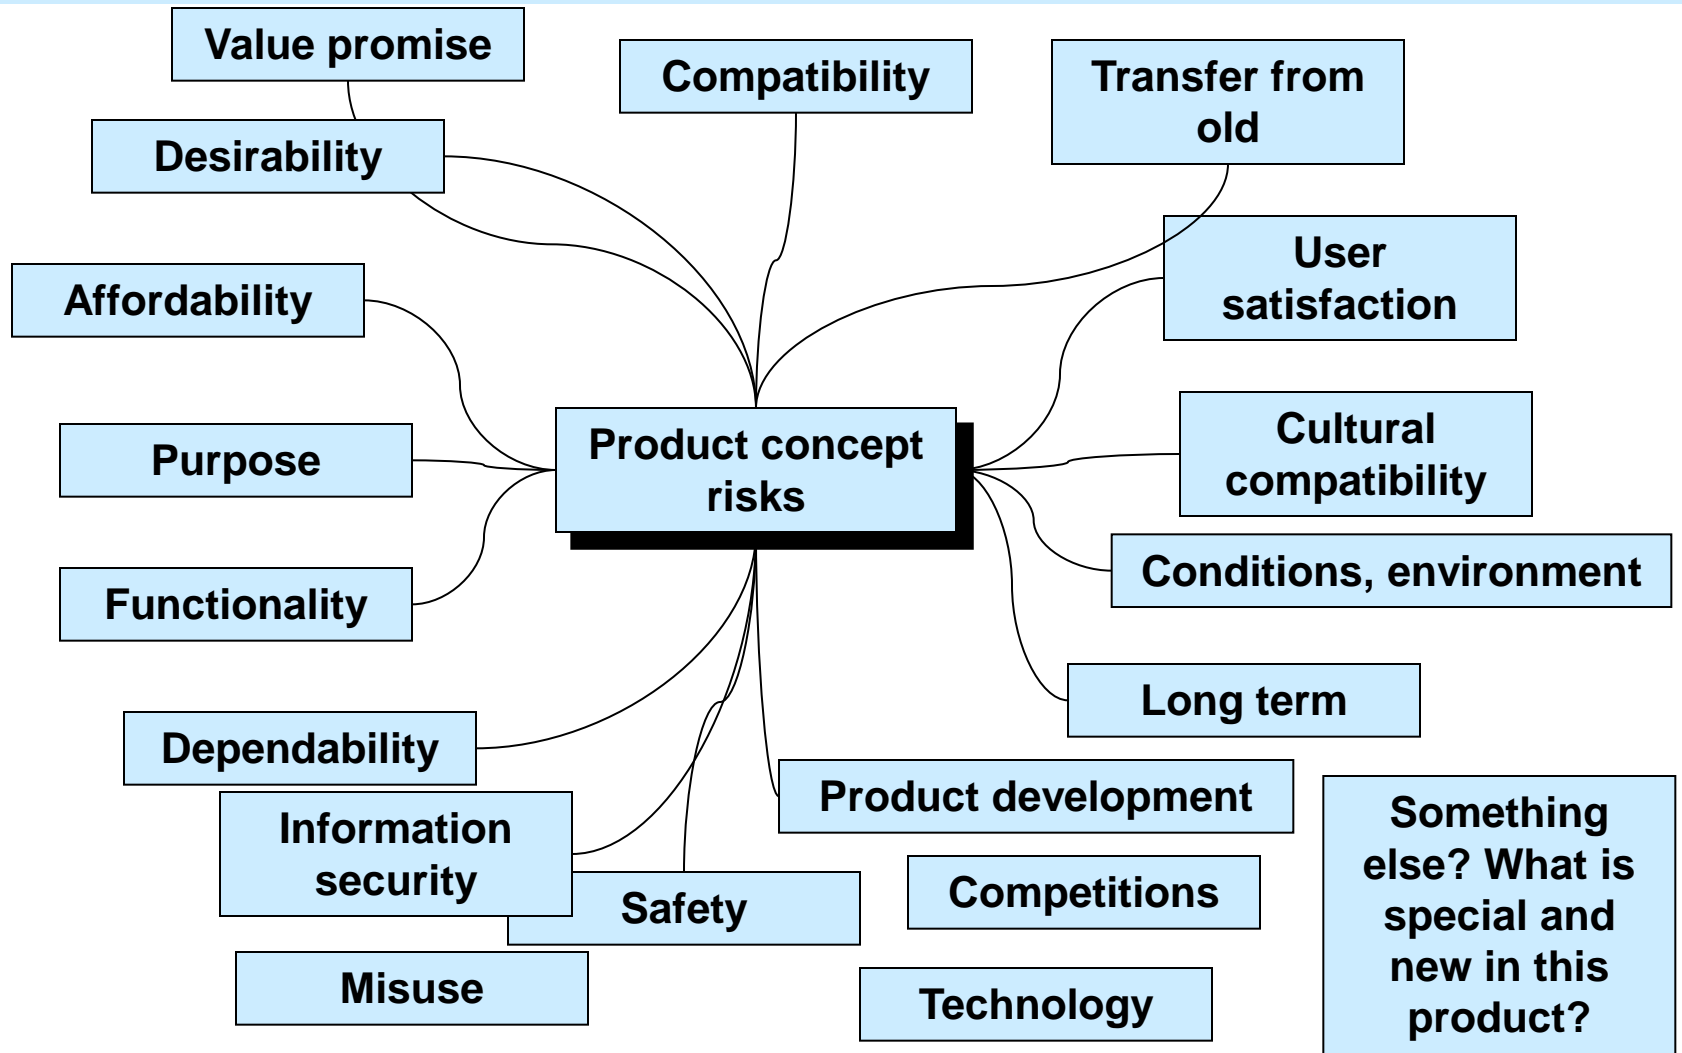 Value promise
Compatibility
Transfer from
old
Desirability
User
satisfaction
Affordability
Product concept
risks
Cultural
compatibility
Purpose
Conditions, environment
Functionality
Long term
Dependability
Product development
Something
else? What is
special and
new in this
product?
Information
security
Safety
Competitions
Misuse
Technology